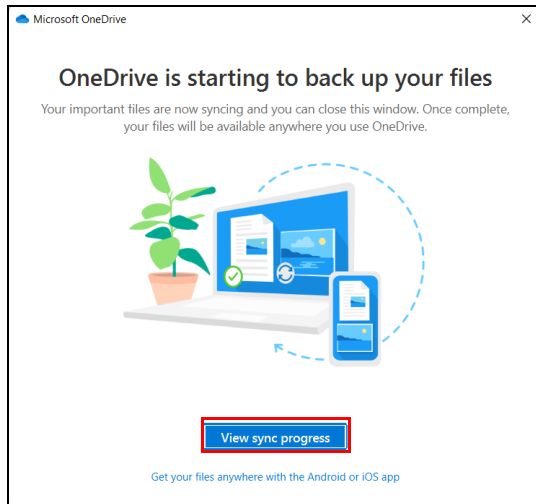 Microsoft OneDrive
OneDrive is starting to back up your files
Your important files are now syncing and you can close this window. Once complete,
your files will be available anywhere you use OneDrive.
View sync progress
Get your files anywhere with the Android or iOS app